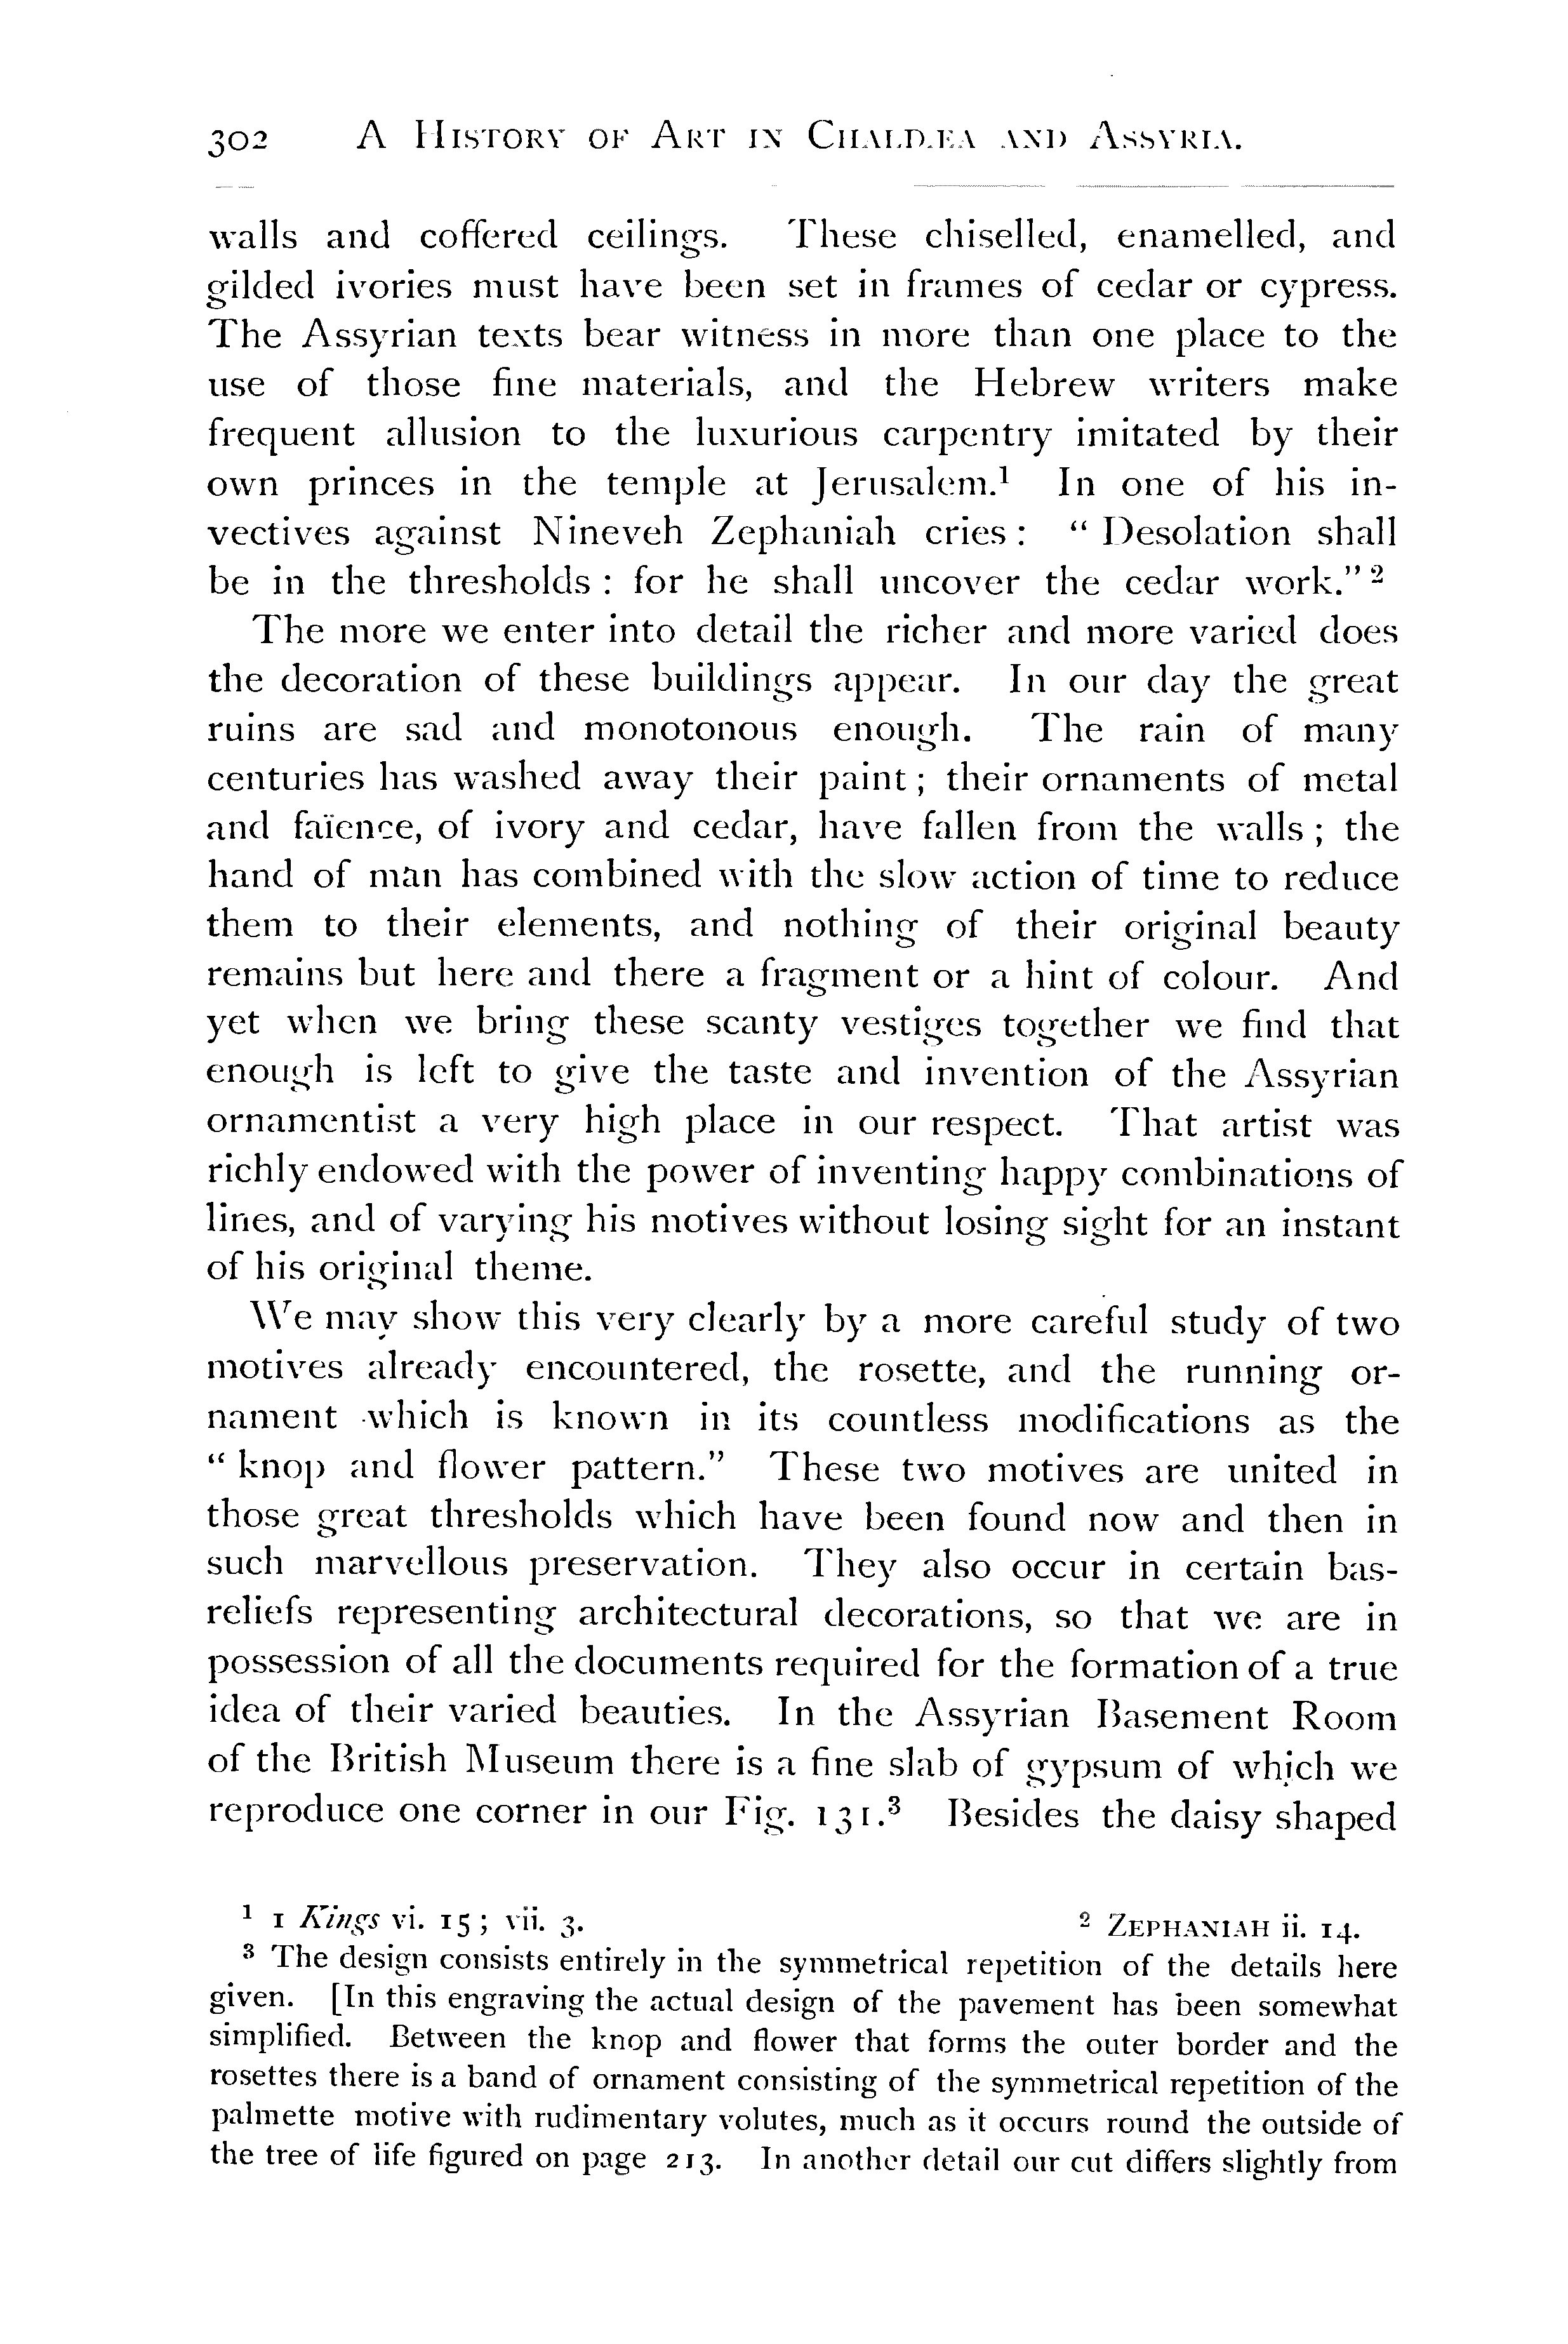 302 A History of Art in Chaldæa and Assyria.
walls and coffered ceilings. These chiselled, enamelled, and
gilded ivories must have been set in frames of cedar or cypress.
The Assyrian texts bear witness in more than one place to the
use of those fine materials, and the Hebrew writers make
frequent allusion to the luxurious carpentry imitated by their
own princes in the temple at Jerusalem.¹ In one of his in-
vectives against Nineveh Zephaniah cries : “ Desolation shall
be in the thresholds : for he shall uncover the cedar work.” ²
The more we enter into detail the richer and more varied does
the decoration of these buildings appear. In our day the great
ruins are sad and monotonous enough. The rain of many
centuries has washed away their paint ; their ornaments of metal
and faïence, of ivory and cedar, have fallen from the walls ; the
hand of man has combined with the slow action of time to reduce
them to their elements, and nothing of their original beauty
remains but here and there a fragment or a hint of colour. And
yet when we bring these scanty vestiges together we find that
enough is left to give the taste and invention of the Assyrian
ornamentist a very high place in our respect. That artist was
richly endowed with the power of inventing happy combinations of
lines, and of varying his motives without losing sight for an instant
of his original theme.
We may show this very clearly by a more careful study of two
motives already encountered, the rosette, and the running or-
nament which is known in its countless modifications as the
“ knop and flower pattern.” These two motives are united in
those great thresholds which have been found now and then in
such marvellous preservation. They also occur in certain bas-
reliefs representing architectural decorations, so that we are in
possession of all the documents required for the formation of a true
idea of their varied beauties. In the Assyrian Basement Room
of the British Museum there is a fine slab of gypsum of which we
reproduce one corner in our Fig. 131.³ Besides the daisy shaped
¹ 1 Kings vi. 15 ; vii. 3. ² Zephaniah ii. 14.
³ The design consists entirely in the symmetrical repetition of the details here
given. [In this engraving the actual design of the pavement has been somewhat
simplified. Between the knop and flower that forms the outer border and the
rosettes there is a band of ornament consisting of the symmetrical repetition of the
palmette motive with rudimentary volutes, much as it occurs round the outside of
the tree of life figured on page 213. In another detail our cut differs slightly from